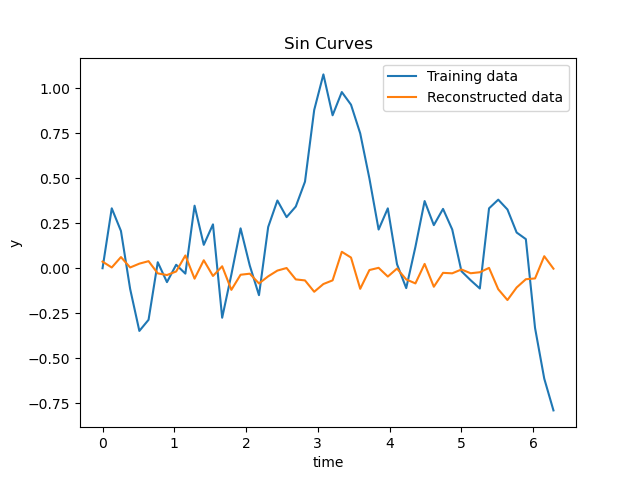 Sin Curves
Training data
Reconstructed data
1.00
0.75
0.50
0.25
0.00
−0.25
−0.50
−0.75
y
0 1 2 3 4 5 6
time